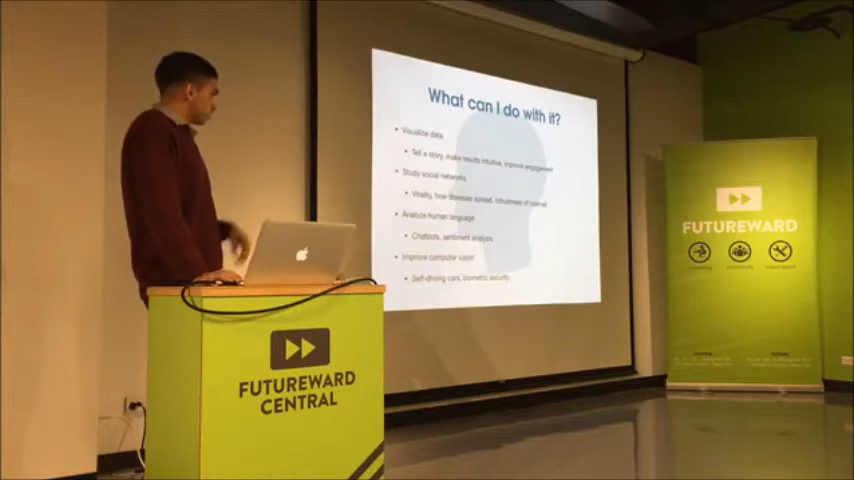 What can I do with it?
• Visualize data
• Tell a story, make results intuitive, improve engagement
• Study social networks
• Virality, how diseases spread, robustness of internet
• Analyze human language
• Chatbots, sentiment analysis
• Improve computer vision
• Self-driving cars, biometric security
FUTUREWARD
CENTRAL
FUTUREWARD